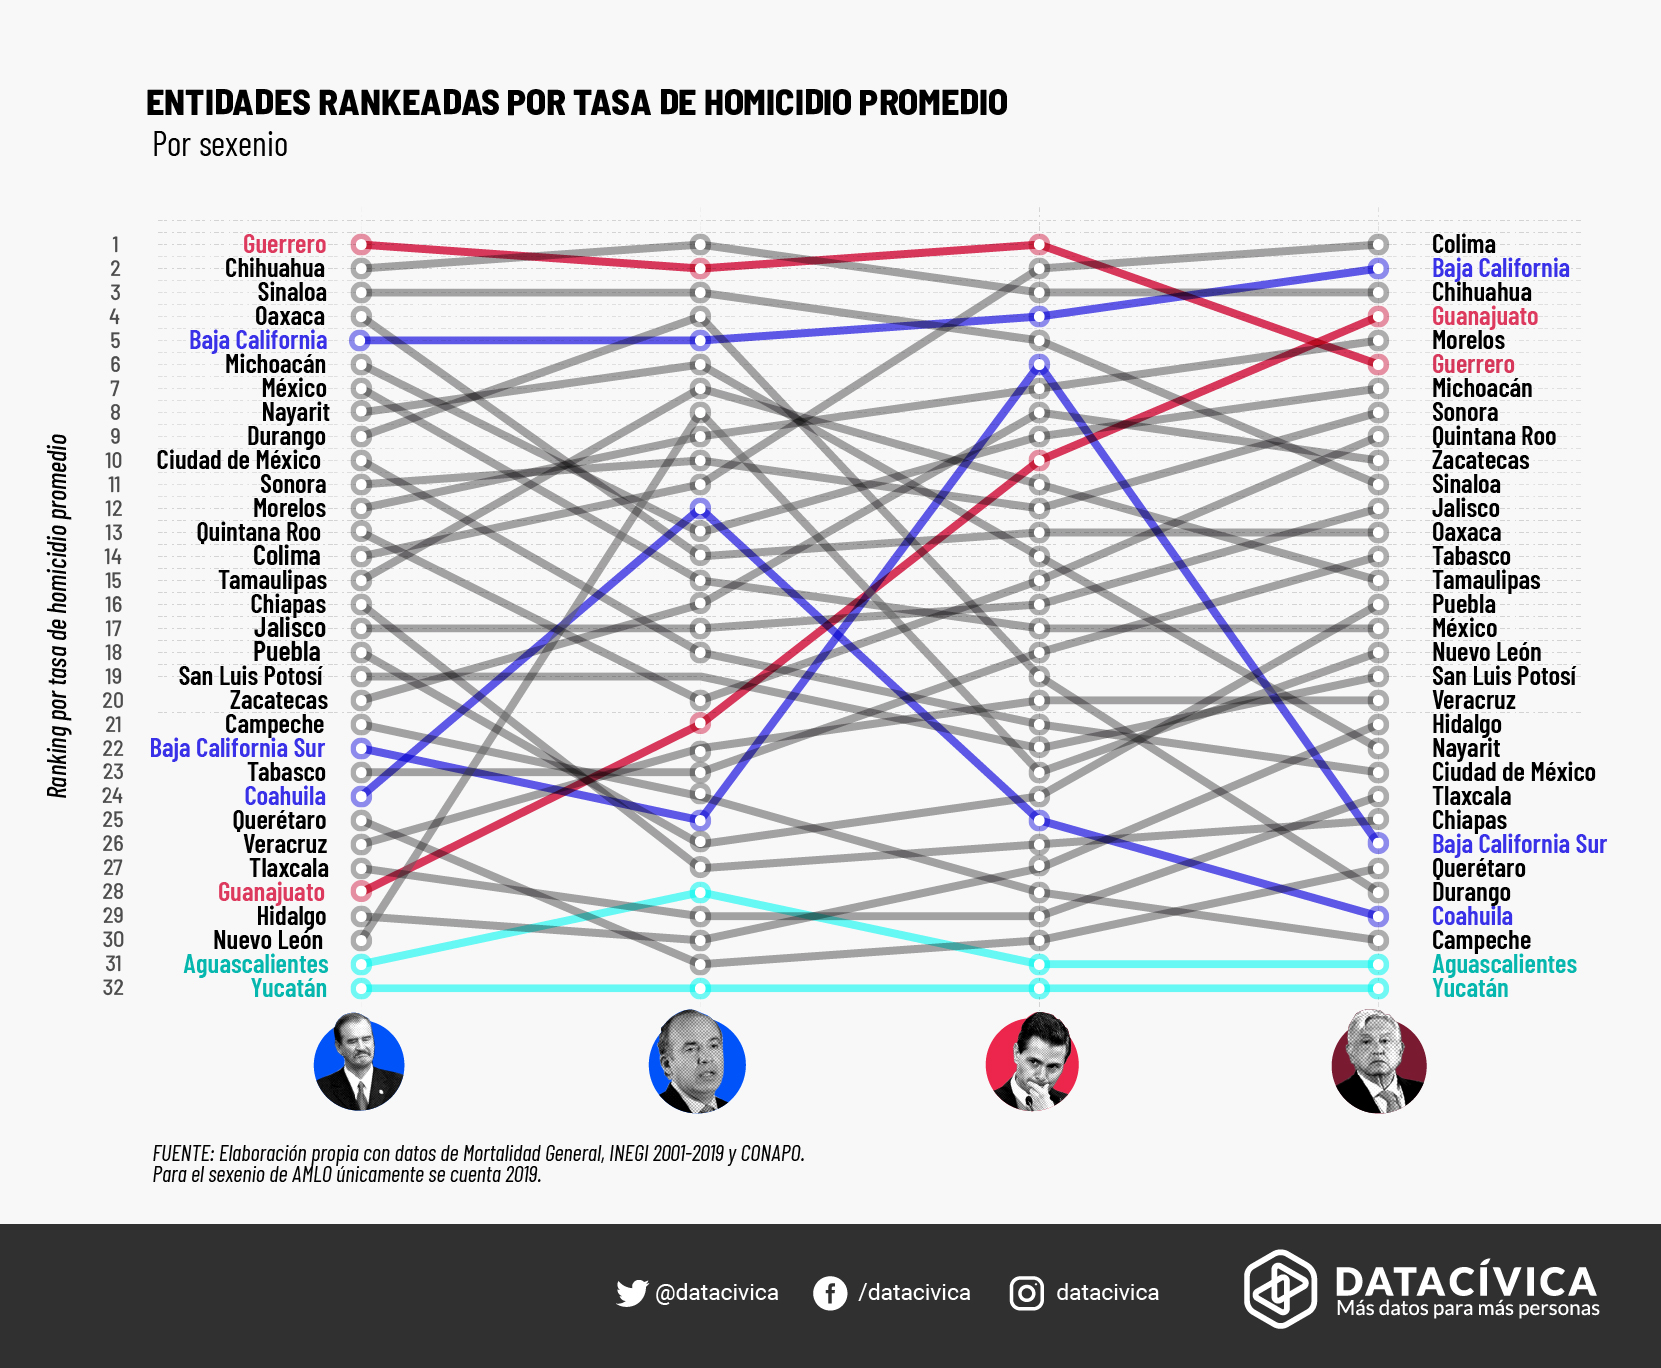 ENTIDADES RANKEADAS POR TASA DE HOMICIDIO PROMEDIO
Por sexenio
Ranking por tasa de homicidio promedio
1 Guerrero Colima
2 Chihuahua Baja California
3 Sinaloa Chihuahua
4 Oaxaca Guanajuato
5 Baja California Morelos
6 Michoacán Guerrero
7 México Michoacán
8 Nayarit Sonora
9 Durango Quintana Roo
10 Ciudad de México Zacatecas
11 Sonora Sinaloa
12 Morelos Jalisco
13 Quintana Roo Oaxaca
14 Colima Tabasco
15 Tamaulipas Tamaulipas
16 Chiapas Puebla
17 Jalisco México
18 Puebla Nuevo León
19 San Luis Potosí San Luis Potosí
20 Zacatecas Veracruz
21 Campeche Hidalgo
22 Baja California Sur Nayarit
23 Tabasco Ciudad de México
24 Coahuila Tlaxcala
25 Querétaro Chiapas
26 Veracruz Baja California Sur
27 Tlaxcala Querétaro
28 Guanajuato Durango
29 Hidalgo Coahuila
30 Nuevo León Campeche
31 Aguascalientes Aguascalientes
32 Yucatán Yucatán
FUENTE: Elaboración propia con datos de Mortalidad General, INEGI 2001-2019 y CONAPO.
Para el sexenio de AMLO únicamente se cuenta 2019.
@datacivica /datacivica datacivica
DATACÍVICA
Más datos para más personas